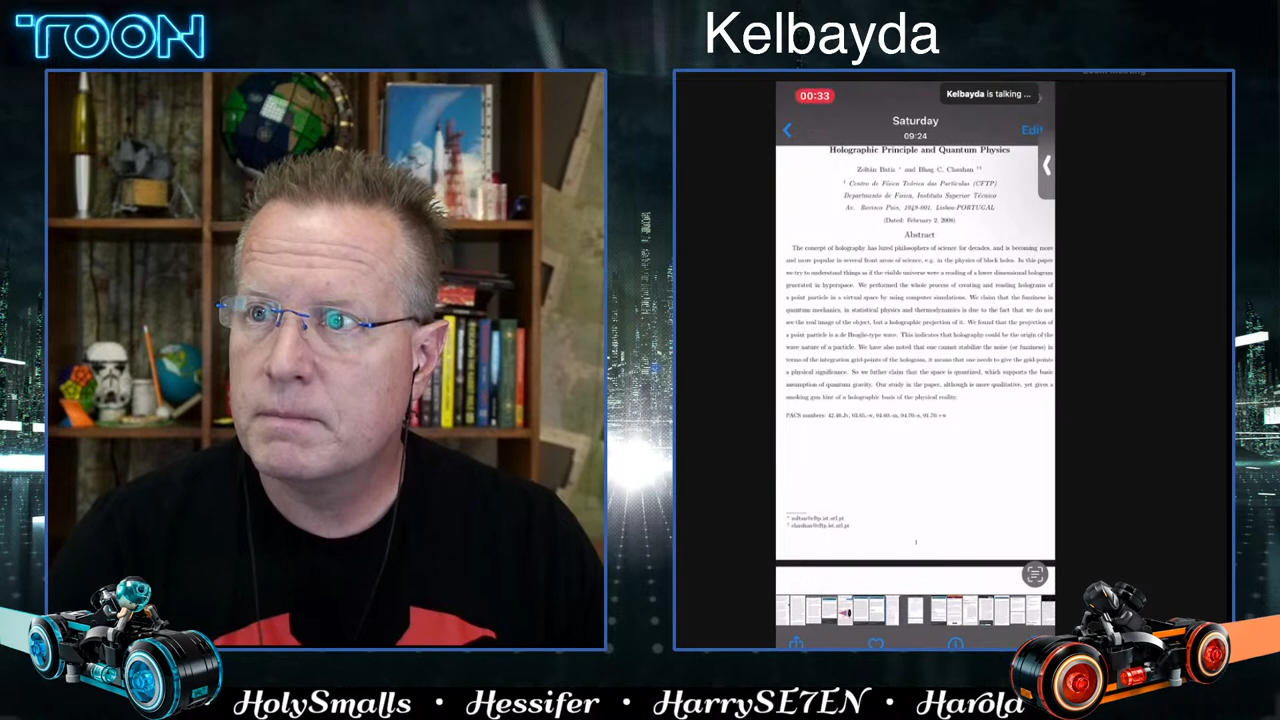 TOON
Kelbayda
00:33
Kelbayda is talking ...
Saturday
09:24
Edit
Holographic Principle and Quantum Physics
Zoltán Batiz * and Bhag C. Chauhan †‡
† Centro de Física Teórica das Partículas (CFTP)
Departmento de Fisica, Instituto Superior Técnico
Av. Rovisco Pais, 1049-001, Lisboa-PORTUGAL
(Dated: February 2, 2008)
Abstract
The concept of holography has lured philosophers of science for decades, and is becoming more
and more popular in several front areas of science, e.g. in the physics of black holes. In this paper
we try to understand things as if the visible universe were a reading of a lower dimensional hologram
generated in hyperspace. We performed the whole process of creating and reading holograms of
a point particle in a virtual space by using computer simulations. We claim that the fuzziness in
quantum mechanics, in statistical physics and thermodynamics is due to the fact that we do not
see the real image of the object, but a holographic projection of it. We found that the projection of
a point particle is a de Broglie-type wave. This indicates that holography could be the origin of the
wave nature of a particle. We have also noted that one cannot stabilize the noise (or fuzziness) in
terms of the integration grid-points of the hologram, it means that one needs to give the grid-points
a physical significance. So we futher claim that the space is quantized, which supports the basic
assumption of quantum gravity. Our study in the paper, although is more qualitative, yet gives a
smoking gun hint of a holographic basis of the physical reality.
PACS numbers:
1
HolySmalls • Hessifer • HarrySE7EN • Harola